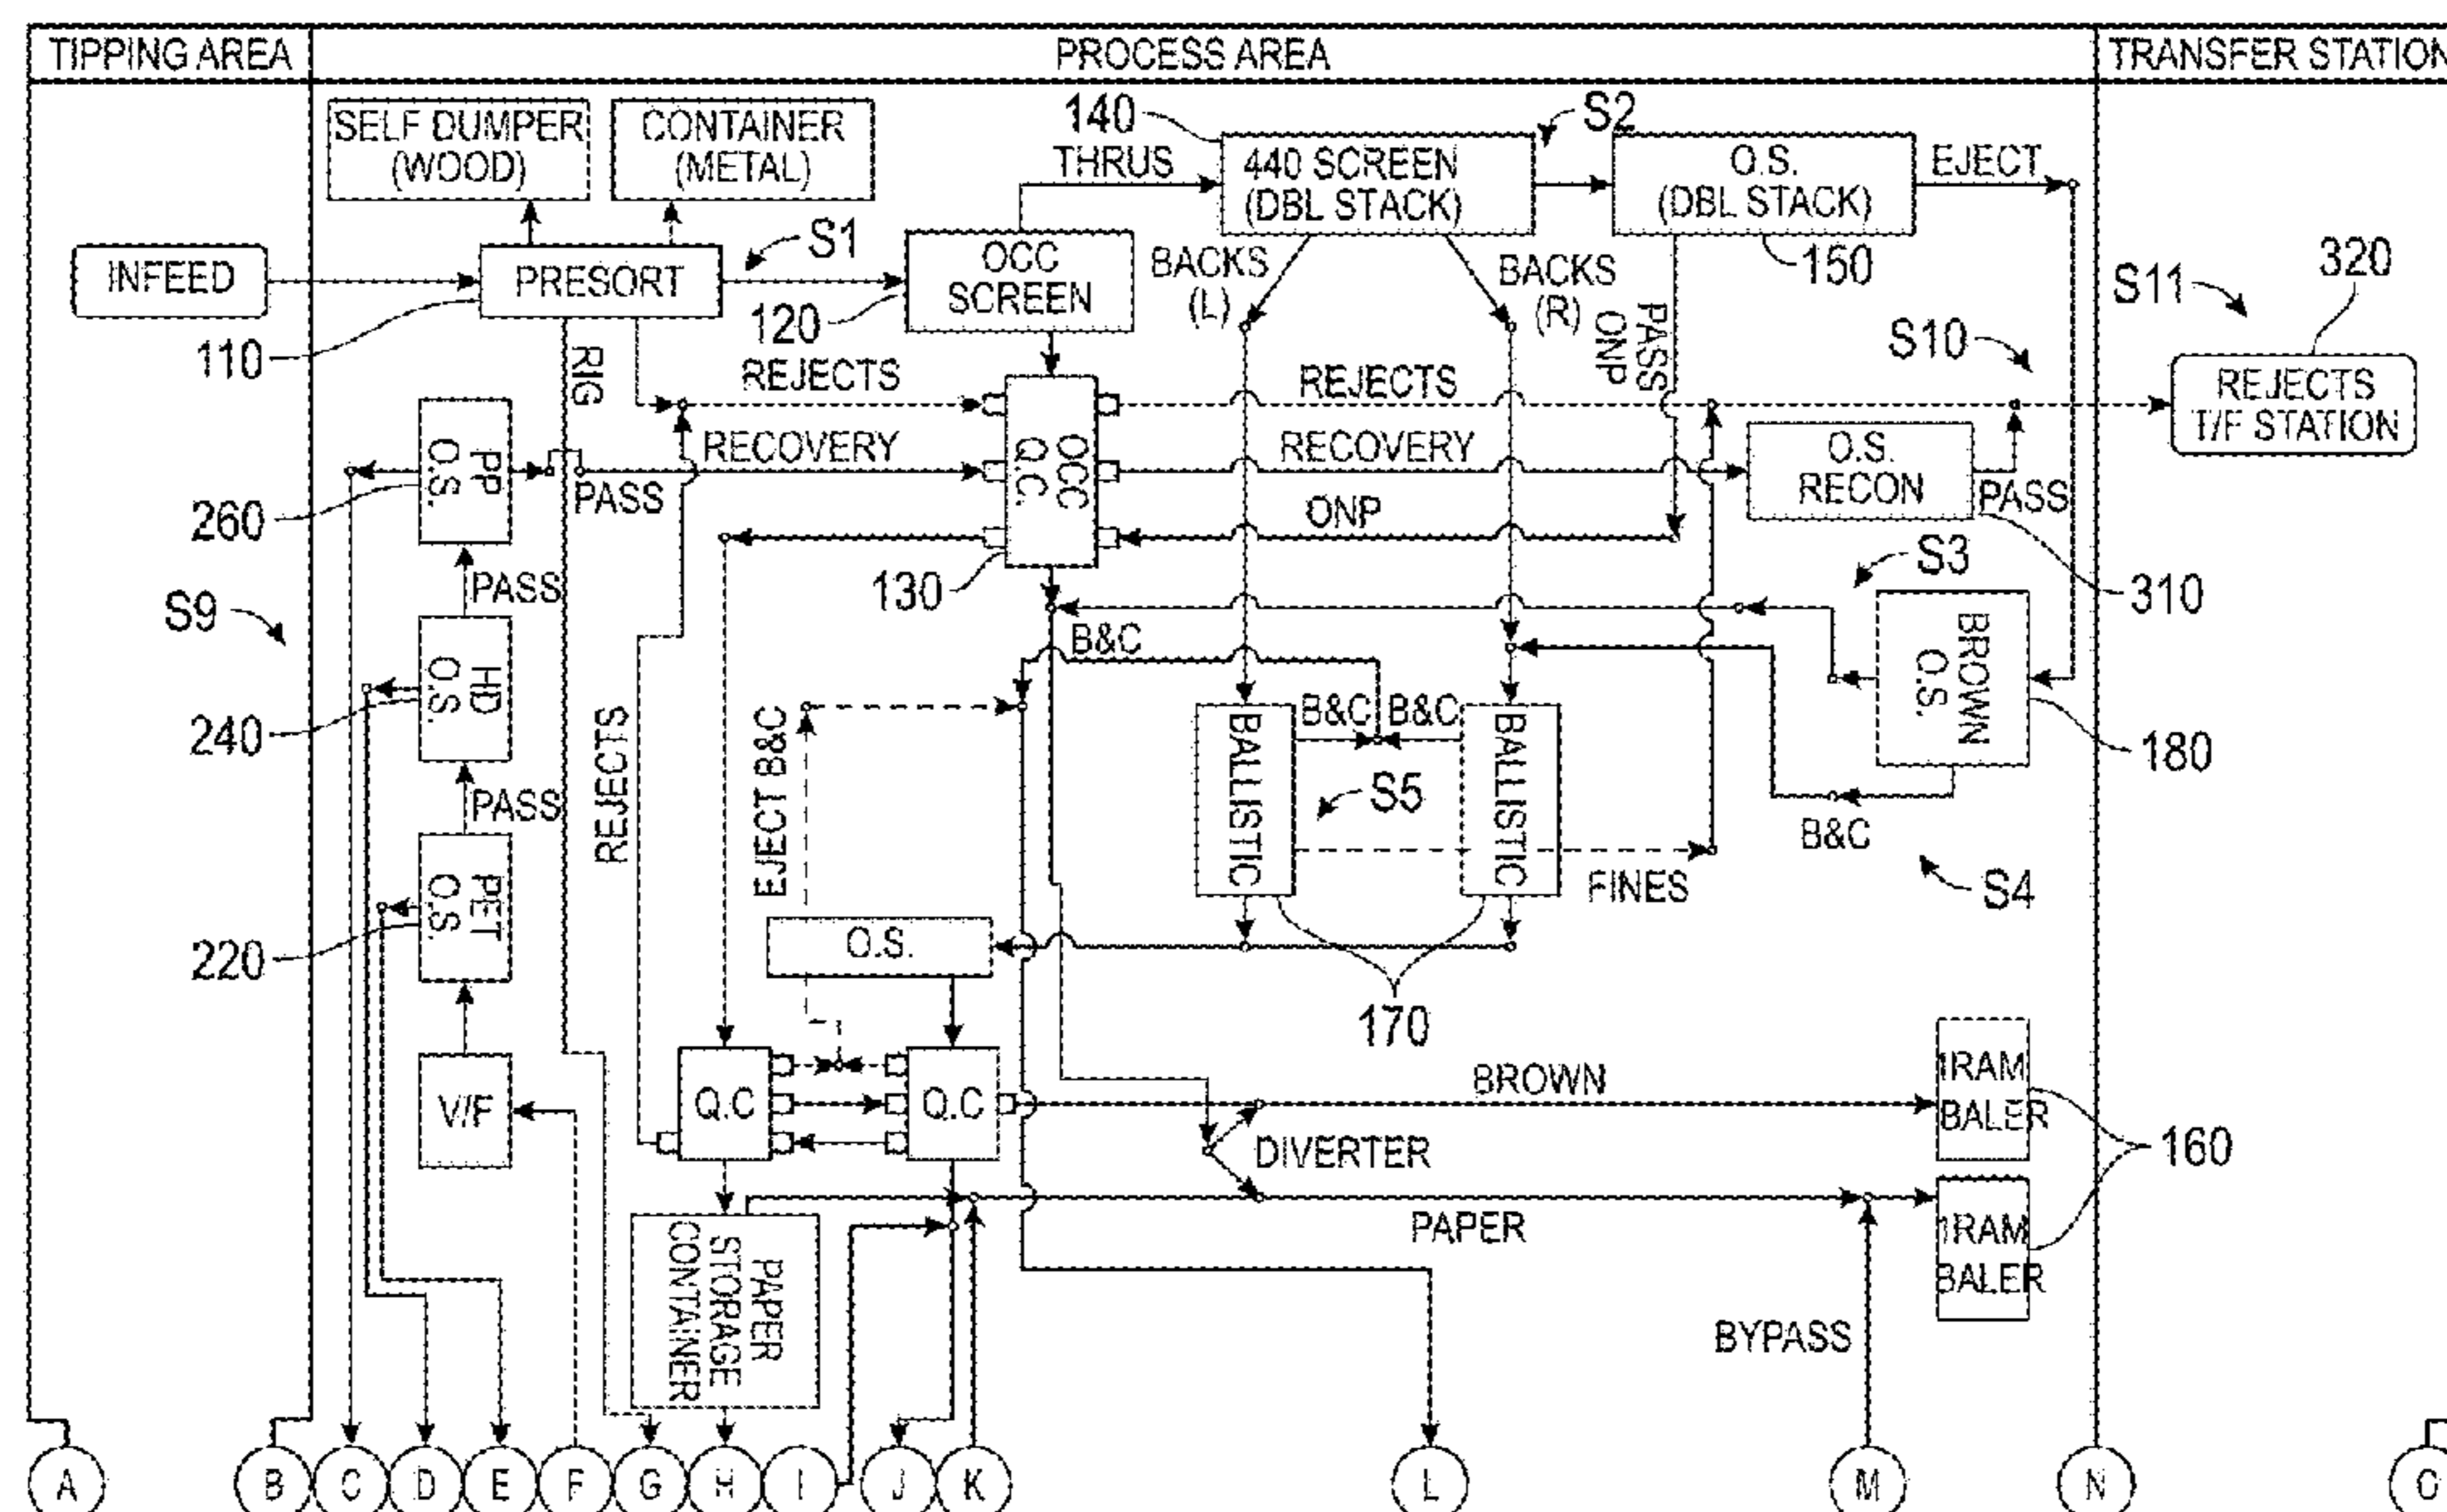 TIPPING AREA
PROCESS AREA
TRANSFER STATION
SELF DUMPER
(WOOD)
CONTAINER
(METAL)
140
S2
THRUS
440 SCREEN
(DBL STACK)
O.S.
(DBL STACK)
EJECT
INFEED
PRESORT
S1
OCC
SCREEN
BACKS
(L)
BACKS
(R)
150
S11
320
110
120
RIG
REJECTS
REJECTS
PASS
ONP
S10
REJECTS
T/F STATION
PP
O.S.
260
RECOVERY
PASS
OCC
Q.C.
RECOVERY
O.S.
RECON
PASS
ONP
130
S3
310
S9
PASS
HD
O.S.
240
B&C
BROWN
O.S.
180
REJECTS
EJECT B&C
B&C
B&C
BALLISTIC
BALLISTIC
S5
PASS
B&C
PET
O.S.
220
FINES
S4
O.S.
170
V/F
Q.C
Q.C
BROWN
1RAM
BALER
DIVERTER
160
PAPER
STORAGE
CONTAINER
PAPER
1RAM
BALER
BYPASS
A
B
C
D
E
F
G
H
I
J
K
L
M
N